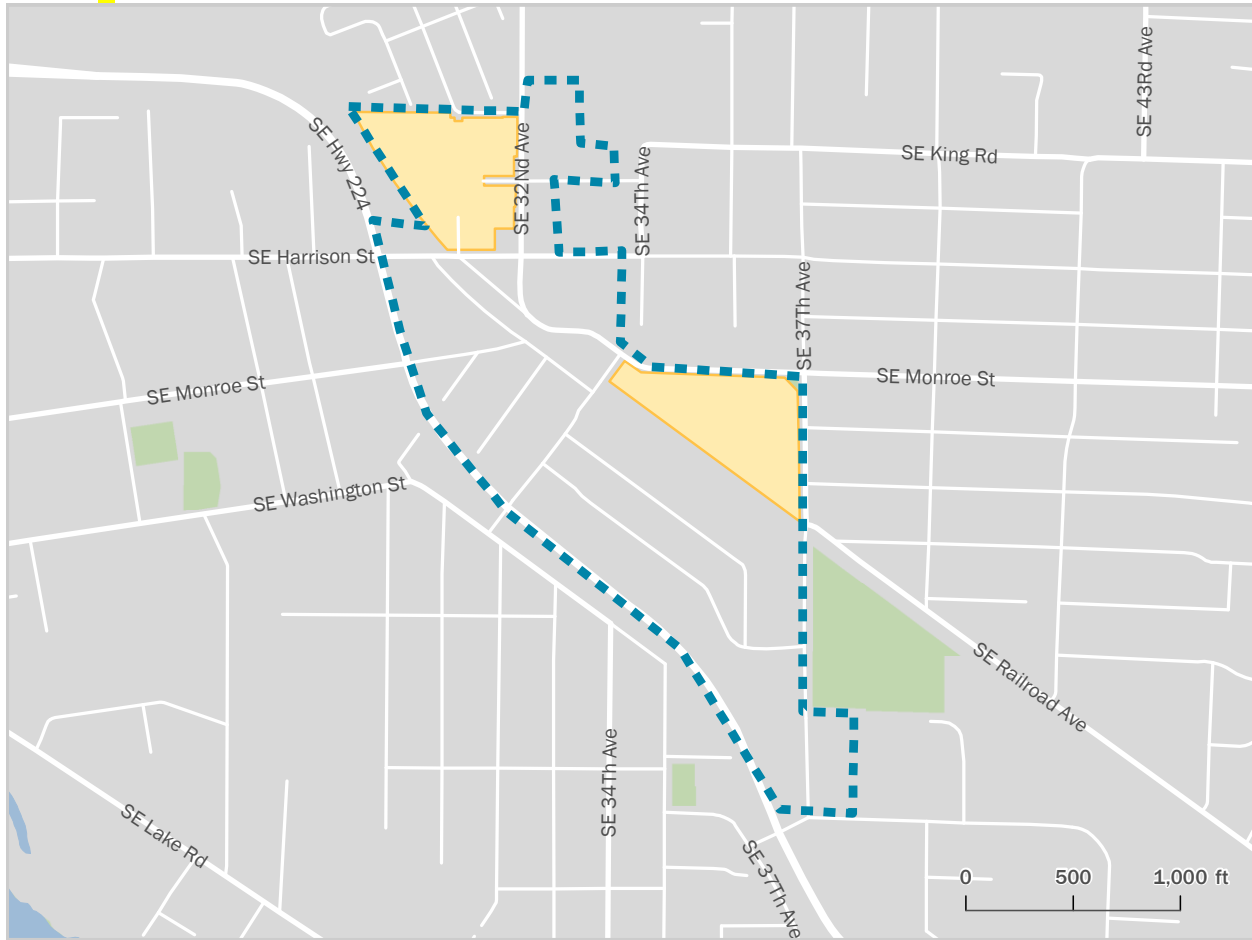 SE 43Rd Ave
SE Hwy 224
SE 32Nd Ave
SE King Rd
SE 34Th Ave
SE Harrison St
SE 37Th Ave
SE Monroe St
SE Monroe St
SE Washington St
SE Railroad Ave
SE 34Th Ave
SE Lake Rd
SE 37Th Ave
0 500 1,000 ft